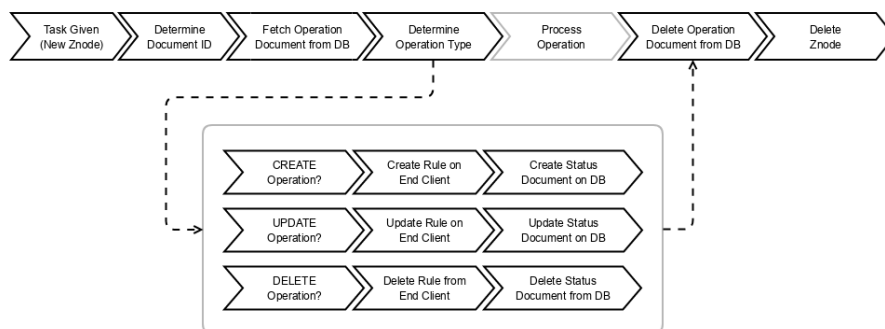 Task Given
(New Znode)
Determine
Document ID
Fetch Operation
Document from DB
Determine
Operation Type
Process
Operation
Delete Operation
Document from DB
Delete
Znode
CREATE
Operation?
Create Rule on
End Client
Create Status
Document on DB
UPDATE
Operation?
Update Rule on
End Client
Update Status
Document on DB
DELETE
Operation?
Delete Rule from
End Client
Delete Status
Document from DB